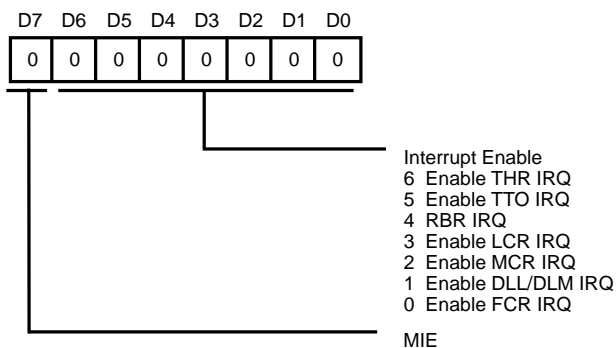 D7 D6 D5 D4 D3 D2 D1 D0
0 0 0 0 0 0 0 0
Interrupt Enable
6 Enable THR IRQ
5 Enable TTO IRQ
4 RBR IRQ
3 Enable LCR IRQ
2 Enable MCR IRQ
1 Enable DLL/DLM IRQ
0 Enable FCR IRQ
MIE